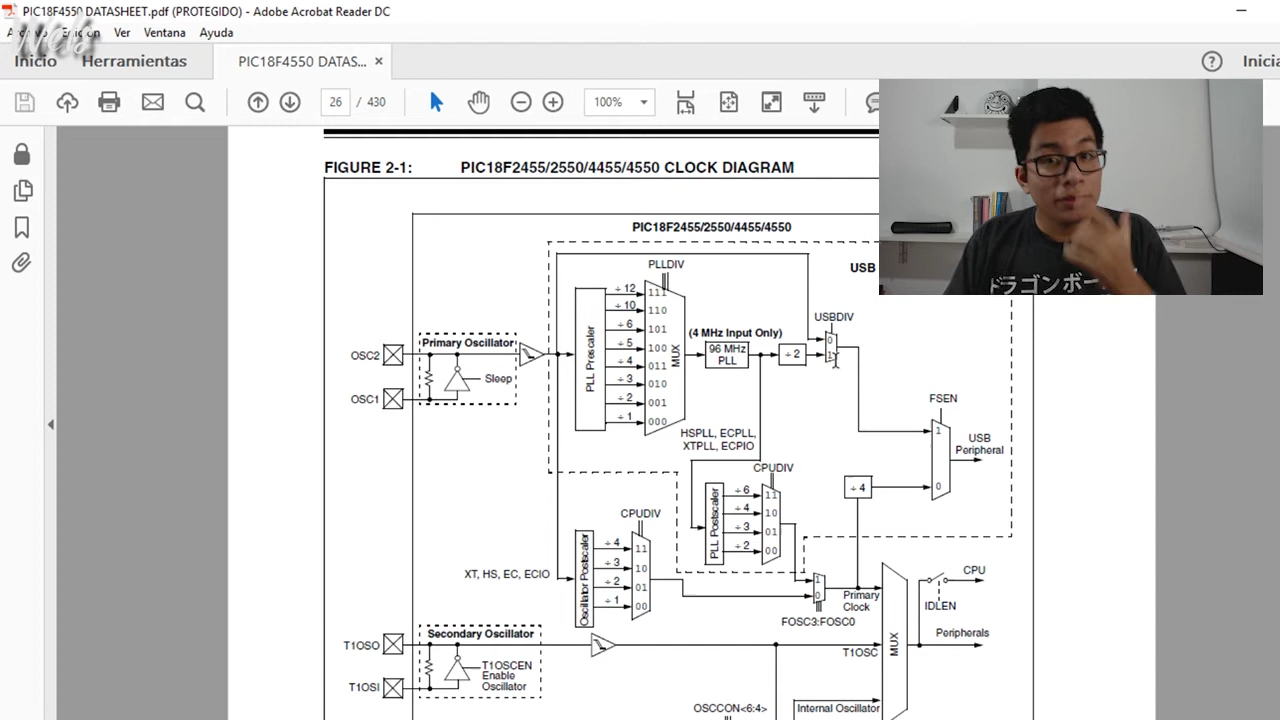 PIC18F4550 DATASHEET.pdf (PROTEGIDO) - Adobe Acrobat Reader DC
Wels
Ver Ventana Ayuda
Inicio Herramientas PIC18F4550 DATAS... × Inicia
26 / 430 100%
FIGURE 2-1: PIC18F2455/2550/4455/4550 CLOCK DIAGRAM
PIC18F2455/2550/4455/4550
USB
ドラゴンボー
PLLDIV
÷ 12 111
÷ 10 110
÷ 6 101
÷ 5 100
÷ 4 011
÷ 3 010
÷ 2 001
÷ 1 000
PLL Prescaler
MUX
(4 MHz Input Only)
96 MHz
PLL
÷ 2
USBDIV
0
1
Primary Oscillator
OSC2
Sleep
OSC1
FSEN
1
USB
Peripheral
0
÷ 4
HSPLL, ECPLL,
XTPLL, ECPIO
CPUDIV
÷ 6 11
÷ 4 10
÷ 3 01
÷ 2 00
PLL Postscaler
CPUDIV
÷ 4 11
÷ 3 10
÷ 2 01
÷ 1 00
Oscillator Postscaler
XT, HS, EC, ECIO
1
0
FOSC3:FOSC0
Primary
Clock
CPU
IDLEN
Peripherals
MUX
Secondary Oscillator
T1OSO
T1OSC
T1OSCEN
Enable
Oscillator
T1OSI
OSCCON<6:4>
Internal Oscillator